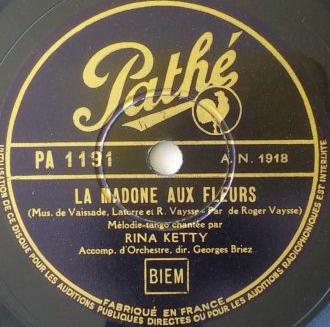 Pathé
PA 1191 A.N. 1918
LA MADONE AUX FLEURS
(Mus. de Vaissade, Laforre et R. Vaysse - Par de Roger Vaysse)
Mélodie-tango chantée par
RINA KETTY
Accomp. d'Orchestre, dir. Georges Briez
BIEM
FABRIQUÉ EN FRANCE
DE CE DISQUE POUR LES AUDITIONS PUBLIQUES DIRECTES OU POUR LES AUDITIONS RADIOPHONIQUES EST INTERDITE